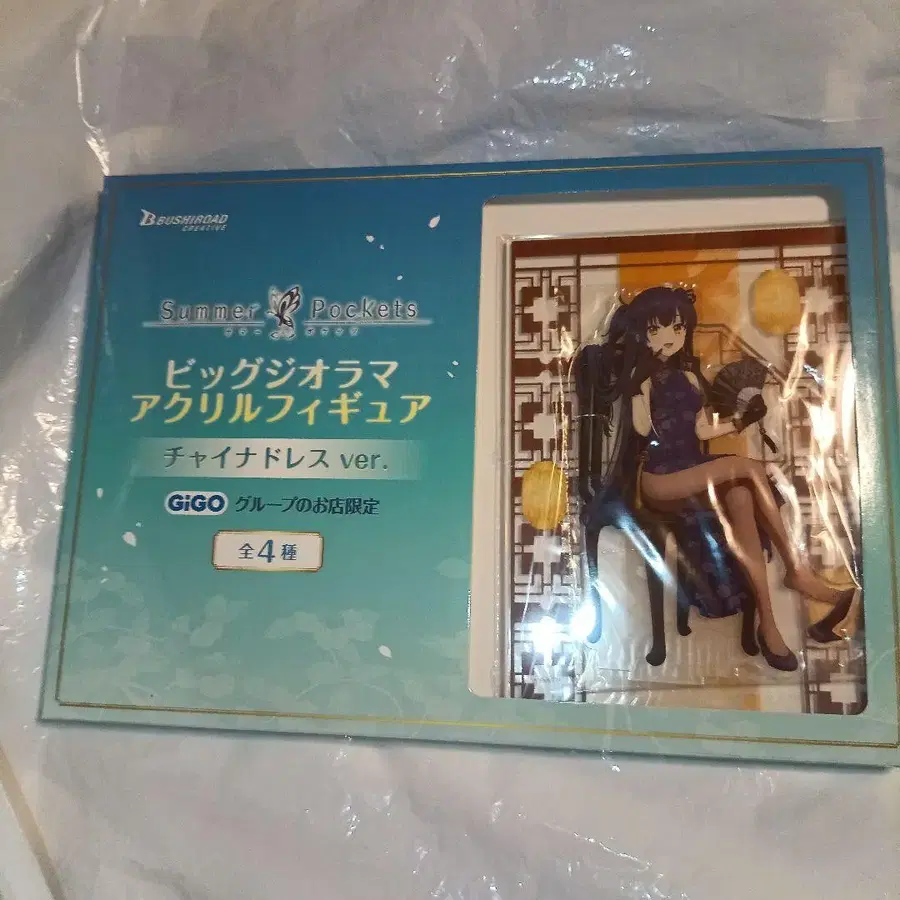 BUSHIROAD
CREATIVE
Summer Pockets
サマー ポケッツ
ビッグジオラマ
アクリルフィギュア
チャイナドレス ver.
GiGO グループのお店限定
全4種